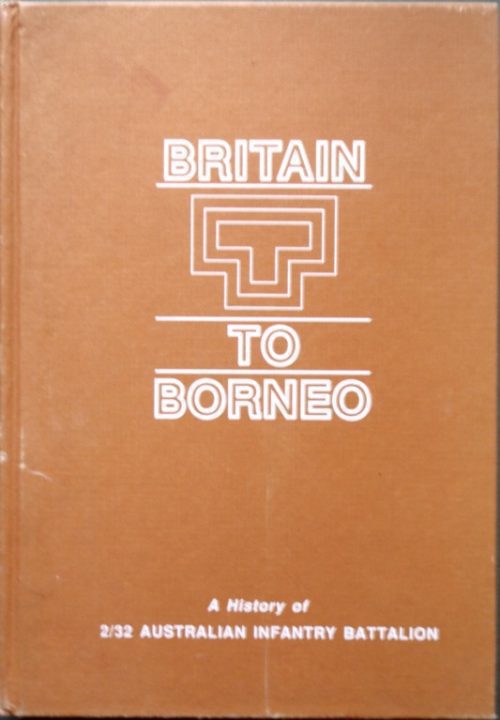 BRITAIN
T
TO
BORNEO
A History of
2/32 AUSTRALIAN INFANTRY BATTALION